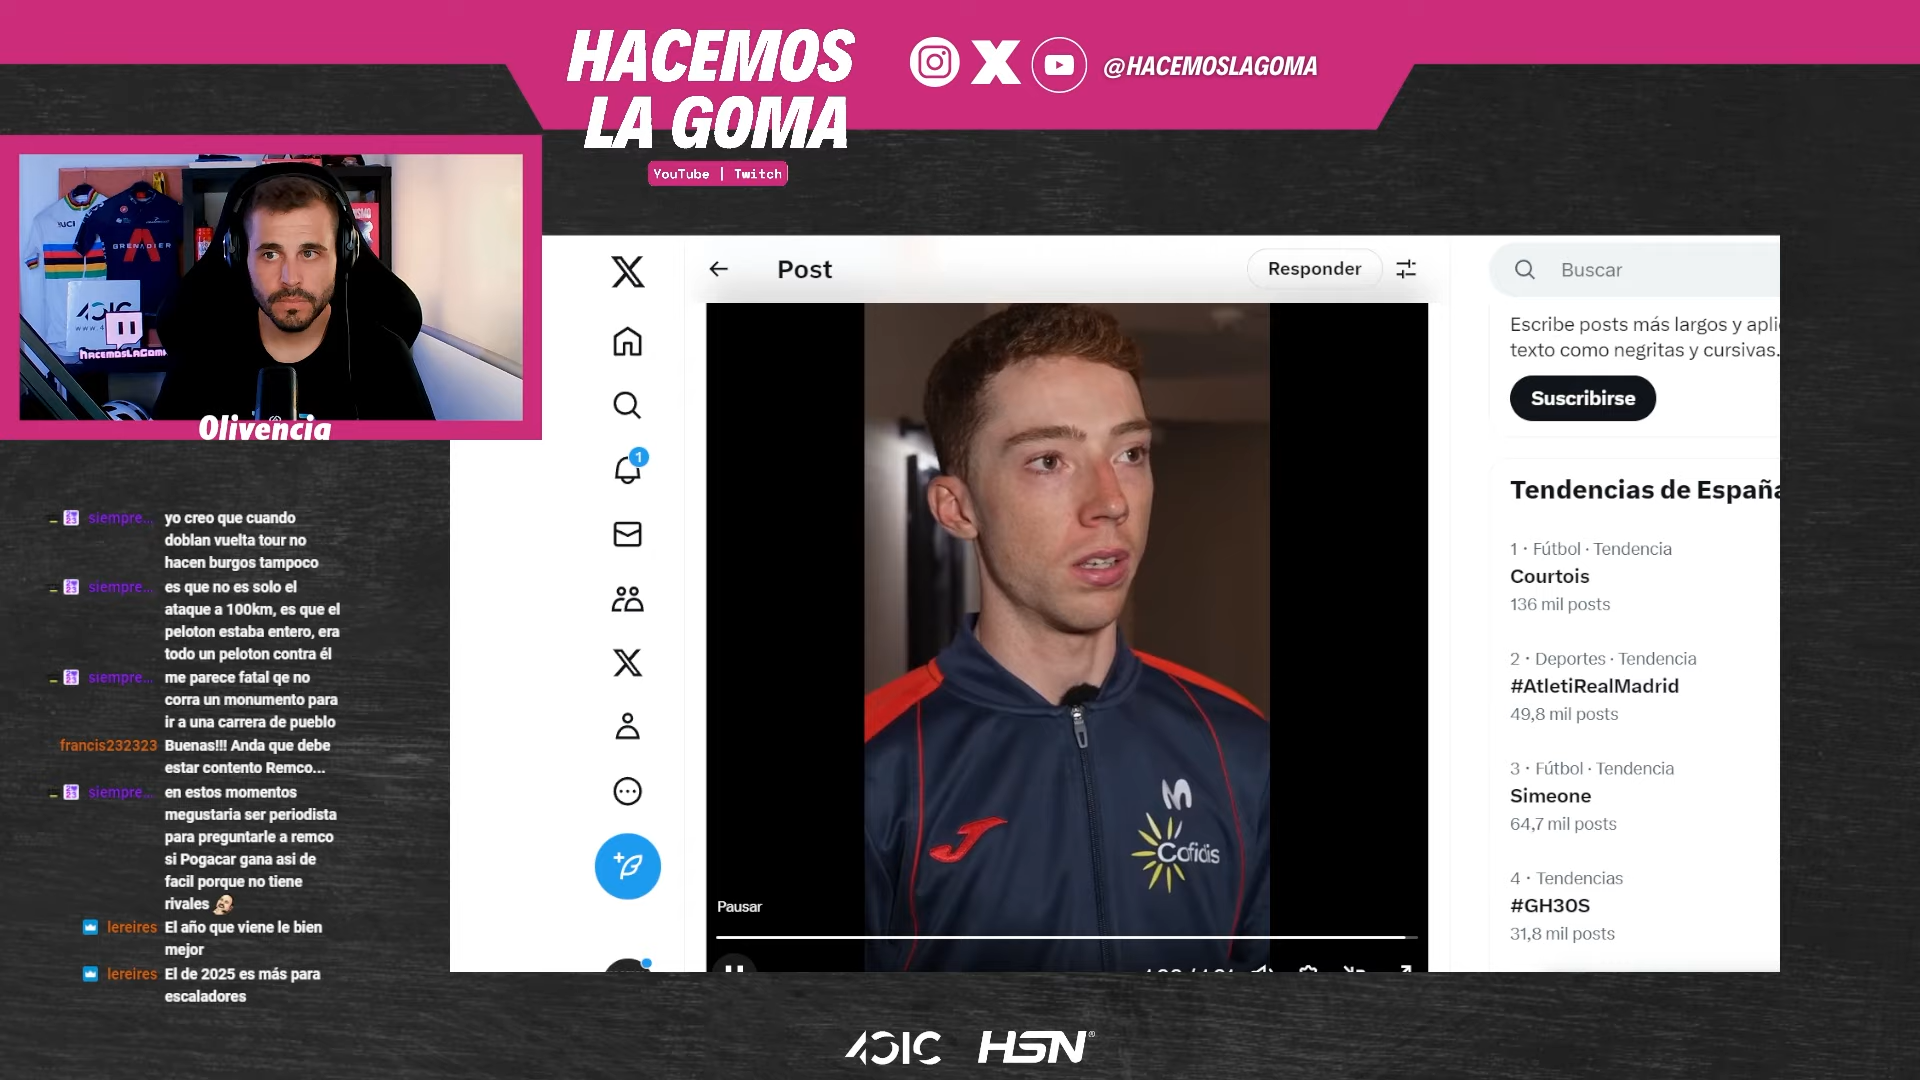 HACEMOS
LA GOMA
YouTube | Twitch
@HACEMOSLAGOMA
UCI
GRENADIER
HACEMOSLAGOMA
Olivencia
siempre... yo creo que cuando
doblan vuelta tour no
hacen burgos tampoco
siempre... es que no es solo el
ataque a 100km, es que el
peloton estaba entero, era
todo un peloton contra él
siempre... me parece fatal qe no
corra un monumento para
ir a una carrera de pueblo
francis232323 Buenas!!! Anda que debe
estar contento Remco...
siempre... en estos momentos
megustaria ser periodista
para preguntarle a remco
si Pogacar gana asi de
facil porque no tiene
rivales
lereires El año que viene le bien
mejor
lereires El de 2025 es más para
escaladores
1
Post
Responder
Cofidis
Pausar
Buscar
Escribe posts más largos y apli
texto como negritas y cursivas.
Suscribirse
Tendencias de España
1 · Fútbol · Tendencia
Courtois
136 mil posts
2 · Deportes · Tendencia
#AtletiRealMadrid
49,8 mil posts
3 · Fútbol · Tendencia
Simeone
64,7 mil posts
4 · Tendencias
#GH30S
31,8 mil posts
4OIC HSN®